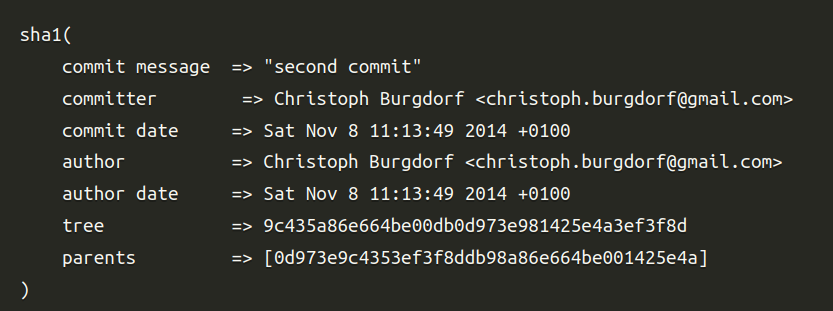 sha1(
commit message => "second commit"
committer => Christoph Burgdorf <christoph.burgdorf@gmail.com>
commit date => Sat Nov 8 11:13:49 2014 +0100
author => Christoph Burgdorf <christoph.burgdorf@gmail.com>
author date => Sat Nov 8 11:13:49 2014 +0100
tree => 9c435a86e664be00db0d973e981425e4a3ef3f8d
parents => [0d973e9c4353ef3f8ddb98a86e664be001425e4a]
)